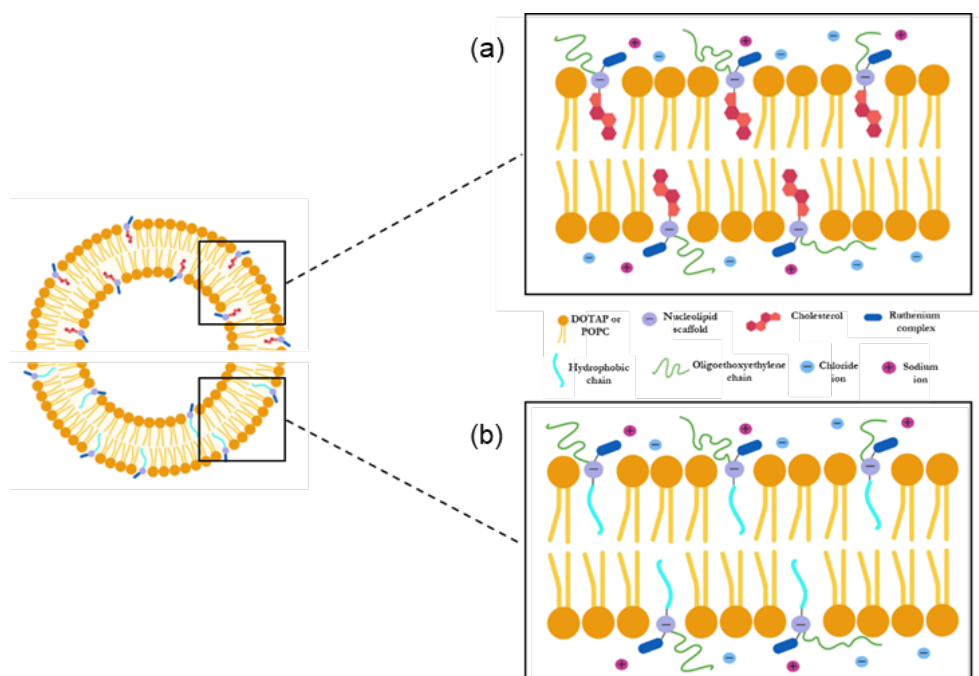 (a)
DOTAP or
POPC
Nucleolipid
scaffold
Cholesterol
Ruthenium
complex
Hydrophobic
chain
Oligoethoxyethylene
chain
Chloride
ion
Sodium
ion
(b)